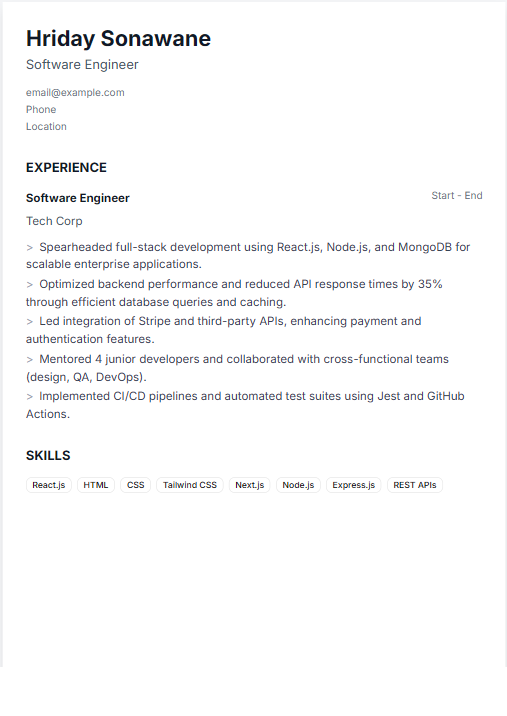 Hriday Sonawane
Software Engineer
email@example.com
Phone
Location
EXPERIENCE
Software Engineer
Start - End
Tech Corp
> Spearheaded full-stack development using React.js, Node.js, and MongoDB for
scalable enterprise applications.
> Optimized backend performance and reduced API response times by 35%
through efficient database queries and caching.
> Led integration of Stripe and third-party APIs, enhancing payment and
authentication features.
> Mentored 4 junior developers and collaborated with cross-functional teams
(design, QA, DevOps).
> Implemented CI/CD pipelines and automated test suites using Jest and GitHub
Actions.
SKILLS
React.js HTML CSS Tailwind CSS Next.js Node.js Express.js REST APIs